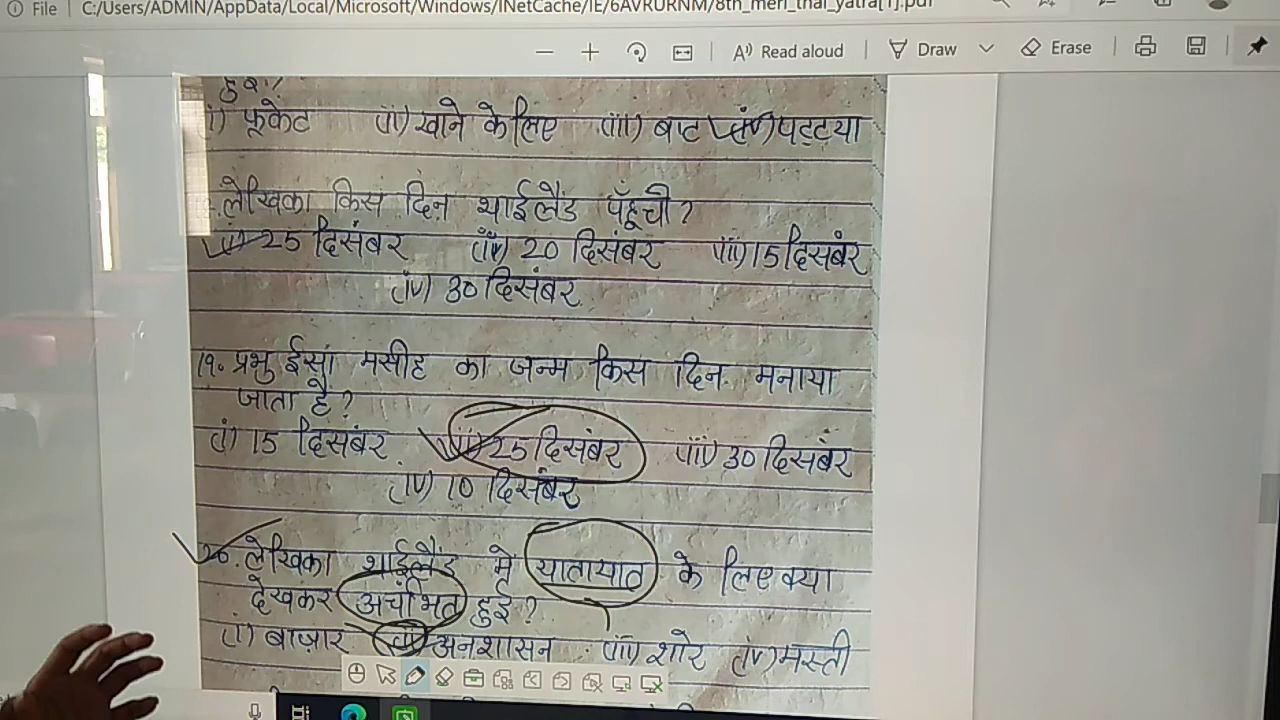 File C:/Users/ADMIN/AppData/Local/Microsoft/Windows/INetCache/IE/6AVRURNM/8th_meri_thai_yatra[1].pdf
Read aloud Draw Erase
i) फूकेट ii) खाने के लिए iii) बाट iv) पट्टया
लेखिका किस दिन थाईलैंड पहूँची?
i) 25 दिसंबर (ii) 20 दिसंबर iii) 15 दिसंबर
(iv) 30 दिसंबर
19. प्रभु ईसा मसीह का जन्म किस दिन मनाया
जाता है?
(i) 15 दिसंबर (ii) 25 दिसंबर (iii) 30 दिसंबर
(iv) 10 दिसंबर
20. लेखिका थाईलैंड में यातायात के लिए क्या
देखकर अचंभित हुई?
(i) बाज़ार (ii) अनशासन (iii) शोर (iv) मस्ती